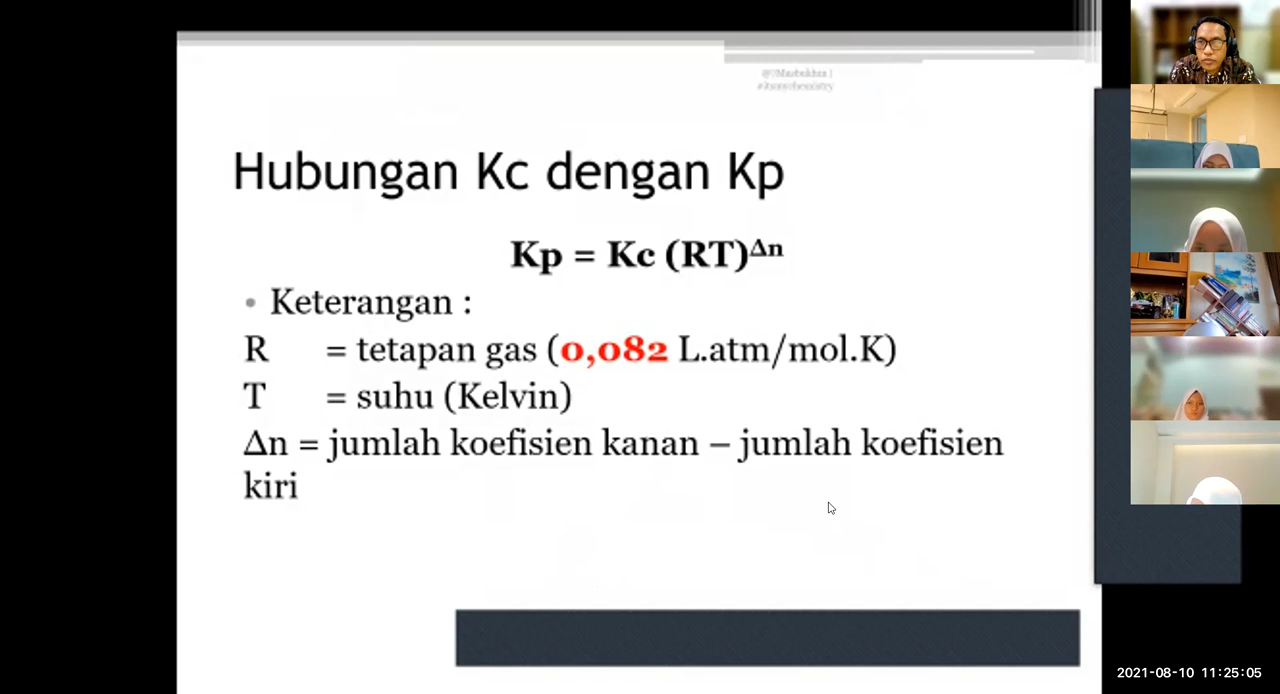 Hubungan Kc dengan Kp
Kp = Kc (RT)^Δn
• Keterangan :
R = tetapan gas (0,082 L.atm/mol.K)
T = suhu (Kelvin)
Δn = jumlah koefisien kanan – jumlah koefisien
kiri
2021-08-10 11:25:05